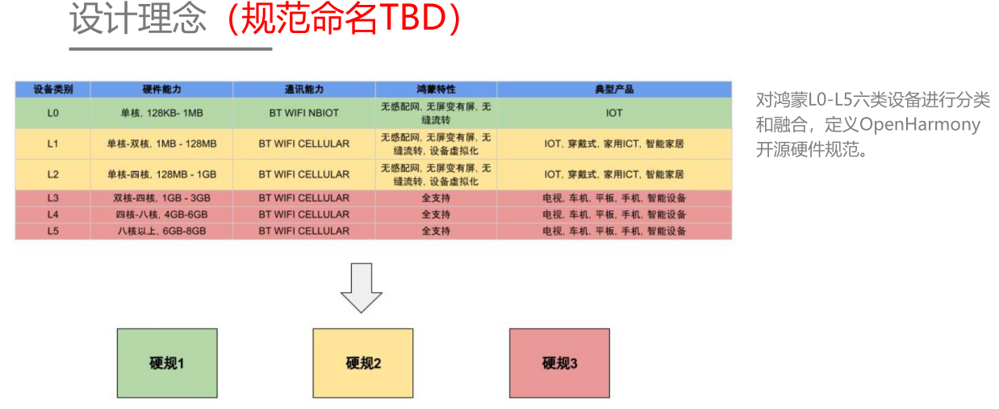 设计理念（规范命名TBD）
设备类别 硬件能力 通讯能力 鸿蒙特性 典型产品
L0 单核, 128KB- 1MB BT WIFI NBIOT 无感配网, 无屏变有屏, 无缝流转 IOT
L1 单核-双核, 1MB - 128MB BT WIFI CELLULAR 无感配网, 无屏变有屏, 无缝流转, 设备虚拟化 IOT, 穿戴式, 家用ICT, 智能家居
L2 单核-四核, 128MB - 1GB BT WIFI CELLULAR 无感配网, 无屏变有屏, 无缝流转, 设备虚拟化 IOT, 穿戴式, 家用ICT, 智能家居
L3 双核-四核, 1GB - 3GB BT WIFI CELLULAR 全支持 电视, 车机, 平板, 手机, 智能设备
L4 四核-八核, 4GB-6GB BT WIFI CELLULAR 全支持 电视, 车机, 平板, 手机, 智能设备
L5 八核以上, 6GB-8GB BT WIFI CELLULAR 全支持 电视, 车机, 平板, 手机, 智能设备
对鸿蒙L0-L5六类设备进行分类
和融合，定义OpenHarmony
开源硬件规范。
硬规1
硬规2
硬规3